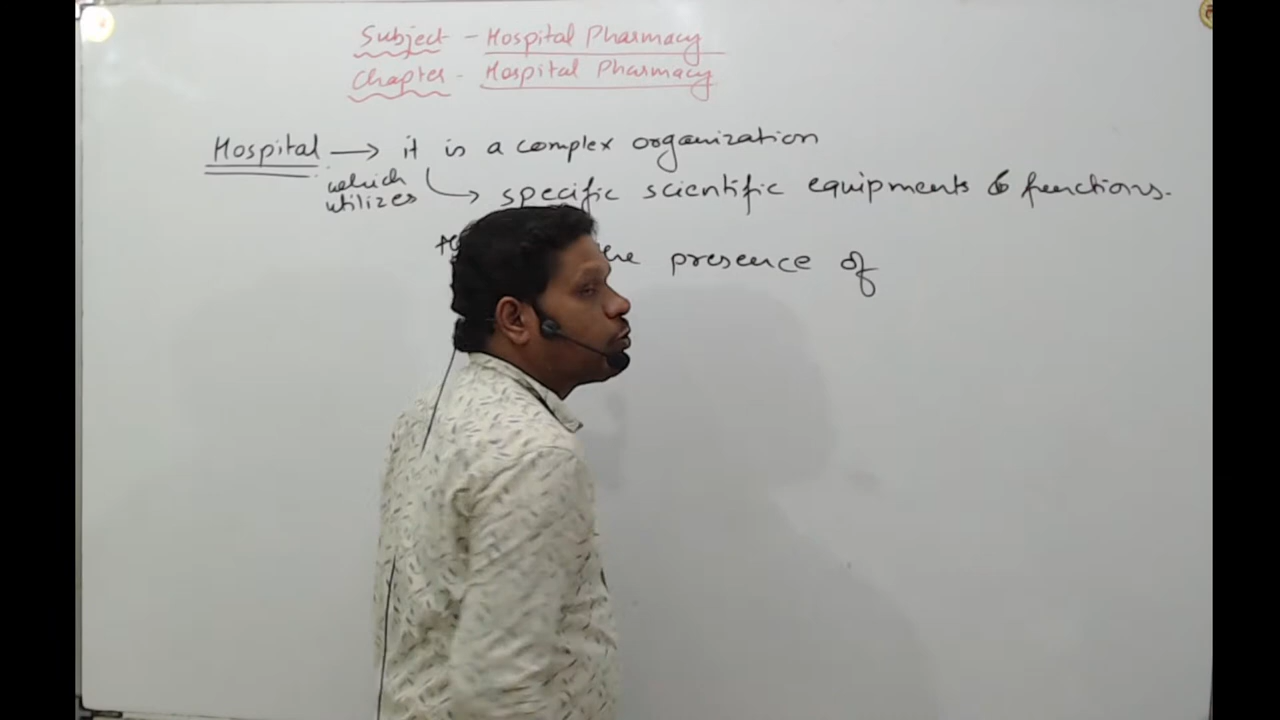 Subject - Hospital Pharmacy
Chapter - Hospital Pharmacy
Hospital → it is a complex organization
which utilizes → specific scientific equipments & functions.
the presence of